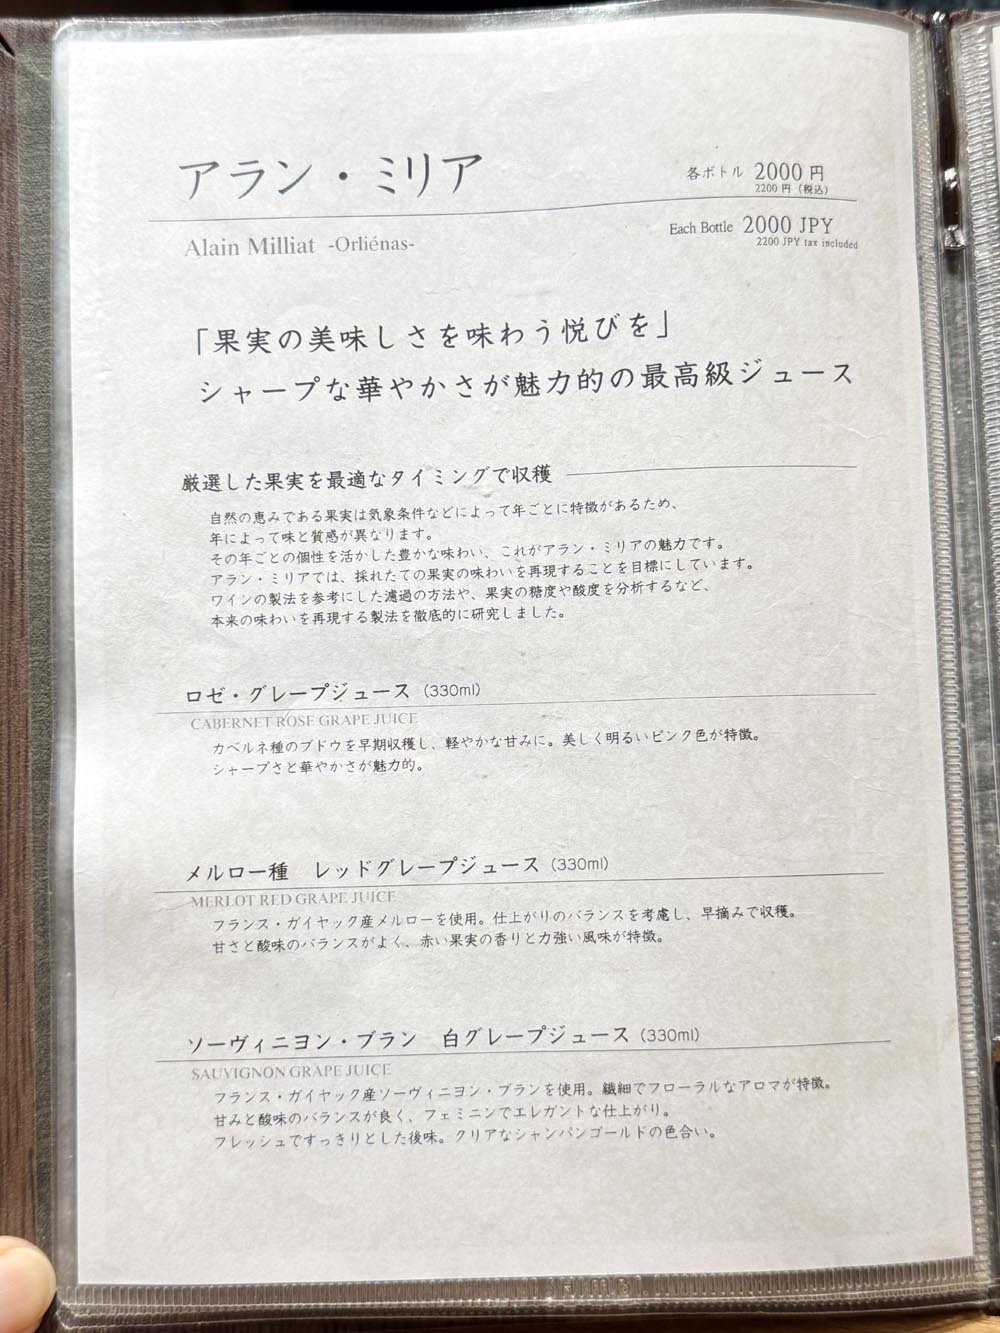 アラン・ミリア
各ボトル 2000 円
2200 円（税込）
Alain Milliat -Orliénas-
Each Bottle 2000 JPY
2200 JPY tax included
「果実の美味しさを味わう悦びを」
シャープな華やかさが魅力的の最高級ジュース
厳選した果実を最適なタイミングで収穫
自然の恵みである果実は気象条件などによって年ごとに特徴があるため、
年によって味と質感が異なります。
その年ごとの個性を活かした豊かな味わい、これがアラン・ミリアの魅力です。
アラン・ミリアでは、採れたての果実の味わいを再現することを目標にしています。
ワインの製法を参考にした濾過の方法や、果実の糖度や酸度を分析するなど、
本来の味わいを再現する製法を徹底的に研究しました。
ロゼ・グレープジュース（330ml）
CABERNET ROSE GRAPE JUICE
カベルネ種のブドウを早期収穫し、軽やかな甘みに。美しく明るいピンク色が特徴。
シャープさと華やかさが魅力的。
メルロー種　レッドグレープジュース（330ml）
MERLOT RED GRAPE JUICE
フランス・ガイヤック産メルローを使用。仕上がりのバランスを考慮し、早摘みで収穫。
甘さと酸味のバランスがよく、赤い果実の香りと力強い風味が特徴。
ソーヴィニヨン・ブラン　白グレープジュース（330ml）
SAUVIGNON GRAPE JUICE
フランス・ガイヤック産ソーヴィニヨン・ブランを使用。繊細でフローラルなアロマが特徴。
甘みと酸味のバランスが良く、フェミニンでエレガントな仕上がり。
フレッシュですっきりとした後味。クリアなシャンパンゴールドの色合い。